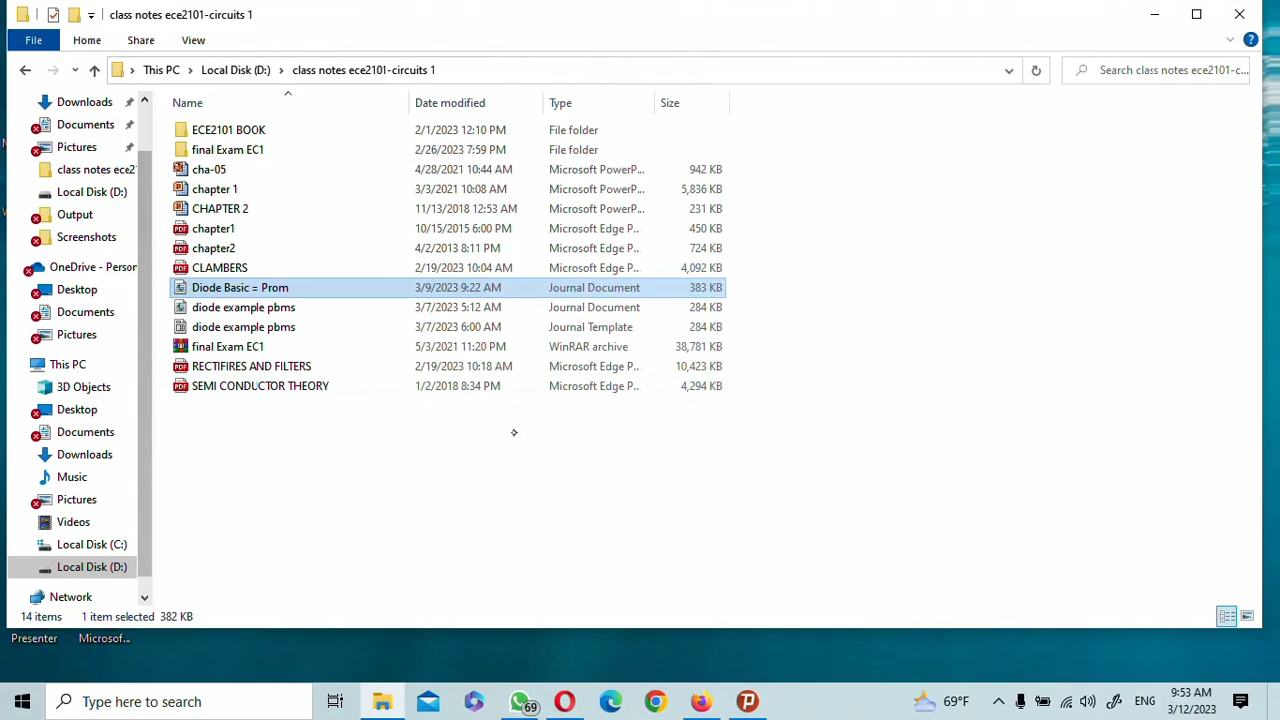 class notes ece2101-circuits 1
File Home Share View
This PC Local Disk (D:) class notes ece2101-circuits 1 Search class notes ece2101-c...
Name Date modified Type Size
ECE2101 BOOK 2/1/2023 12:10 PM File folder
final Exam EC1 2/26/2023 7:59 PM File folder
cha-05 4/28/2021 10:44 AM Microsoft PowerP... 942 KB
chapter 1 3/3/2021 10:08 AM Microsoft PowerP... 5,836 KB
CHAPTER 2 11/13/2018 12:53 AM Microsoft PowerP... 231 KB
chapter1 10/15/2015 6:00 PM Microsoft Edge P... 450 KB
chapter2 4/2/2013 8:11 PM Microsoft Edge P... 724 KB
CLAMBERS 2/19/2023 10:04 AM Microsoft Edge P... 4,092 KB
Diode Basic = Prom 3/9/2023 9:22 AM Journal Document 383 KB
diode example pbms 3/7/2023 5:12 AM Journal Document 284 KB
diode example pbms 3/7/2023 6:00 AM Journal Template 284 KB
final Exam EC1 5/3/2021 11:20 PM WinRAR archive 38,781 KB
RECTIFIRES AND FILTERS 2/19/2023 10:18 AM Microsoft Edge P... 10,423 KB
SEMI CONDUCTOR THEORY 1/2/2018 8:34 PM Microsoft Edge P... 4,294 KB
Downloads
Documents
Pictures
class notes ece2
Local Disk (D:)
Output
Screenshots
OneDrive - Person
Desktop
Documents
Pictures
This PC
3D Objects
Desktop
Documents
Downloads
Music
Pictures
Videos
Local Disk (C:)
Local Disk (D:)
Network
14 items 1 item selected 382 KB
Presenter Microsof...
Type here to search 69 69°F ENG 9:53 AM
3/12/2023